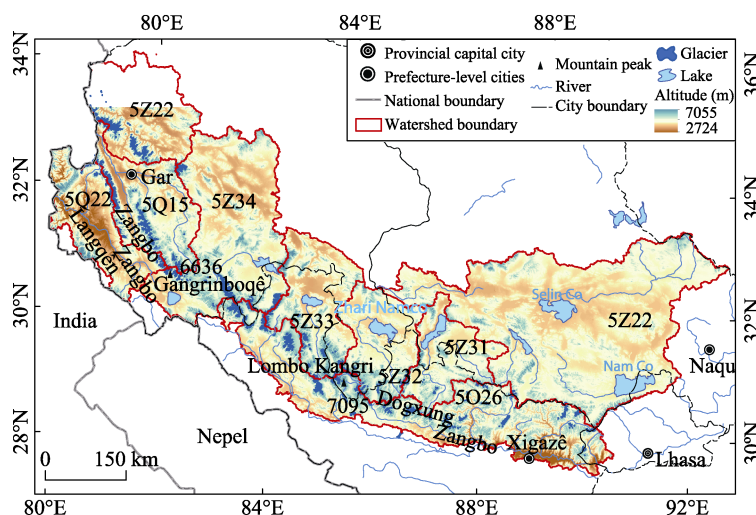 80°E 84°E 88°E
34°N
32°N
30°N
28°N
36°N
34°N
32°N
30°N
80°E 84°E 88°E 92°E
Provincial capital city
Prefecture-level cities
National boundary
Watershed boundary
Mountain peak
River
City boundary
Glacier
Lake
Altitude (m)
7055
2724
5Z22
Gar
5Q22
5Q15
5Z34
Zangbo
Langqên
Zangbo
6636
Gangrinboqê
India
5Z33
Zhari Nam Co
Selin Co
5Z22
5Z31
Lombo Kangri
5Z32
Nam Co
Naqu
7095
Dogxung
5O26
Nepel
Zangbo
Xigazê
Lhasa
0 150 km